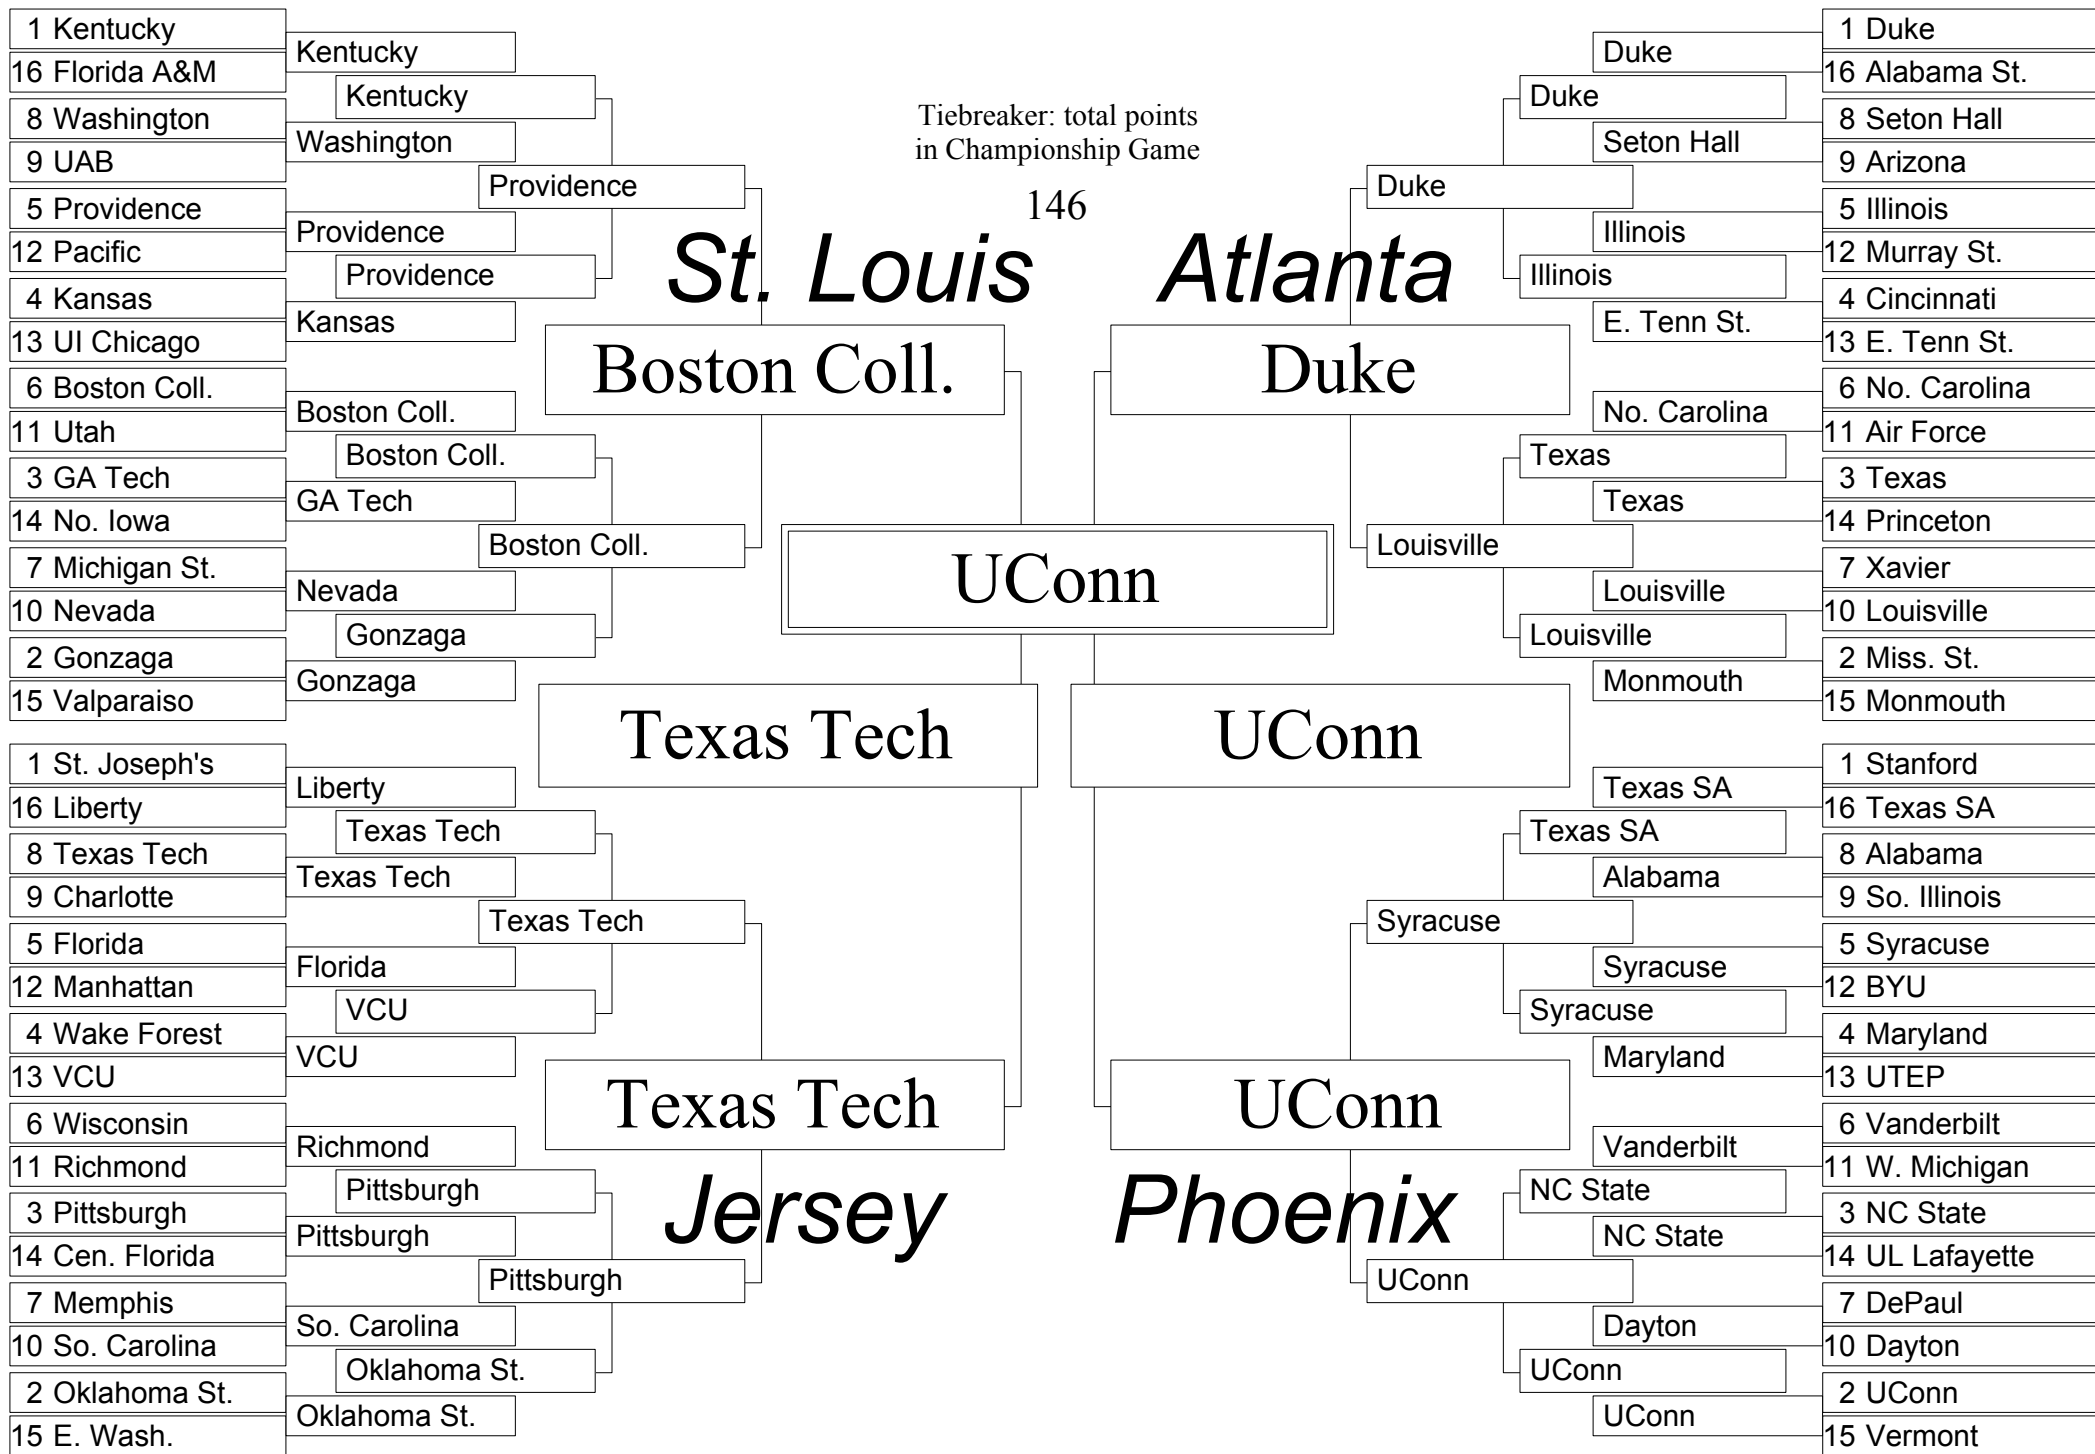 1 Kentucky
16 Florida A&M
8 Washington
9 UAB
5 Providence
12 Pacific
4 Kansas
13 UI Chicago
6 Boston Coll.
11 Utah
3 GA Tech
14 No. Iowa
7 Michigan St.
10 Nevada
2 Gonzaga
15 Valparaiso
Kentucky
Washington
Providence
Kansas
Boston Coll.
GA Tech
Nevada
Gonzaga
Kentucky
Providence
Boston Coll.
Gonzaga
Providence
Boston Coll.
St. Louis
Boston Coll.
1 St. Joseph's
16 Liberty
8 Texas Tech
9 Charlotte
5 Florida
12 Manhattan
4 Wake Forest
13 VCU
6 Wisconsin
11 Richmond
3 Pittsburgh
14 Cen. Florida
7 Memphis
10 So. Carolina
2 Oklahoma St.
15 E. Wash.
Liberty
Texas Tech
Florida
VCU
Richmond
Pittsburgh
So. Carolina
Oklahoma St.
Texas Tech
VCU
Pittsburgh
Oklahoma St.
Texas Tech
Pittsburgh
Texas Tech
Jersey
Texas Tech
Tiebreaker: total points
in Championship Game
146
UConn
UConn
Atlanta
Duke
Duke
Louisville
Duke
Illinois
Texas
Louisville
Duke
Seton Hall
Illinois
E. Tenn St.
No. Carolina
Texas
Louisville
Monmouth
1 Duke
16 Alabama St.
8 Seton Hall
9 Arizona
5 Illinois
12 Murray St.
4 Cincinnati
13 E. Tenn St.
6 No. Carolina
11 Air Force
3 Texas
14 Princeton
7 Xavier
10 Louisville
2 Miss. St.
15 Monmouth
UConn
Phoenix
Syracuse
UConn
Texas SA
Syracuse
NC State
UConn
Texas SA
Alabama
Syracuse
Maryland
Vanderbilt
NC State
Dayton
UConn
1 Stanford
16 Texas SA
8 Alabama
9 So. Illinois
5 Syracuse
12 BYU
4 Maryland
13 UTEP
6 Vanderbilt
11 W. Michigan
3 NC State
14 UL Lafayette
7 DePaul
10 Dayton
2 UConn
15 Vermont